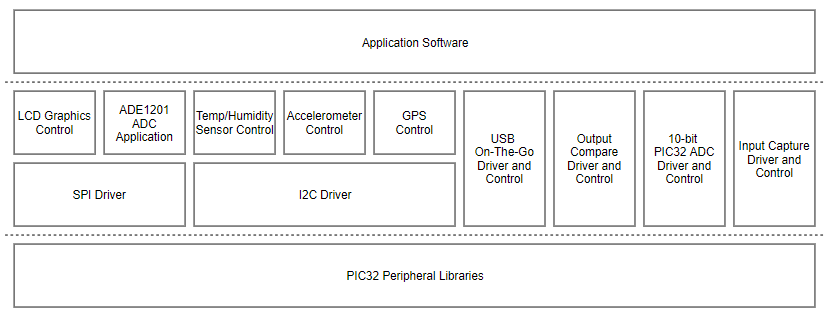 Application Software
LCD Graphics
Control
ADE1201
ADC
Application
Temp/Humidity
Sensor Control
Accelerometer
Control
GPS
Control
USB
On-The-Go
Driver and
Control
Output
Compare
Driver and
Control
10-bit
PIC32 ADC
Driver and
Control
Input Capture
Driver and
Control
SPI Driver
I2C Driver
PIC32 Peripheral Libraries